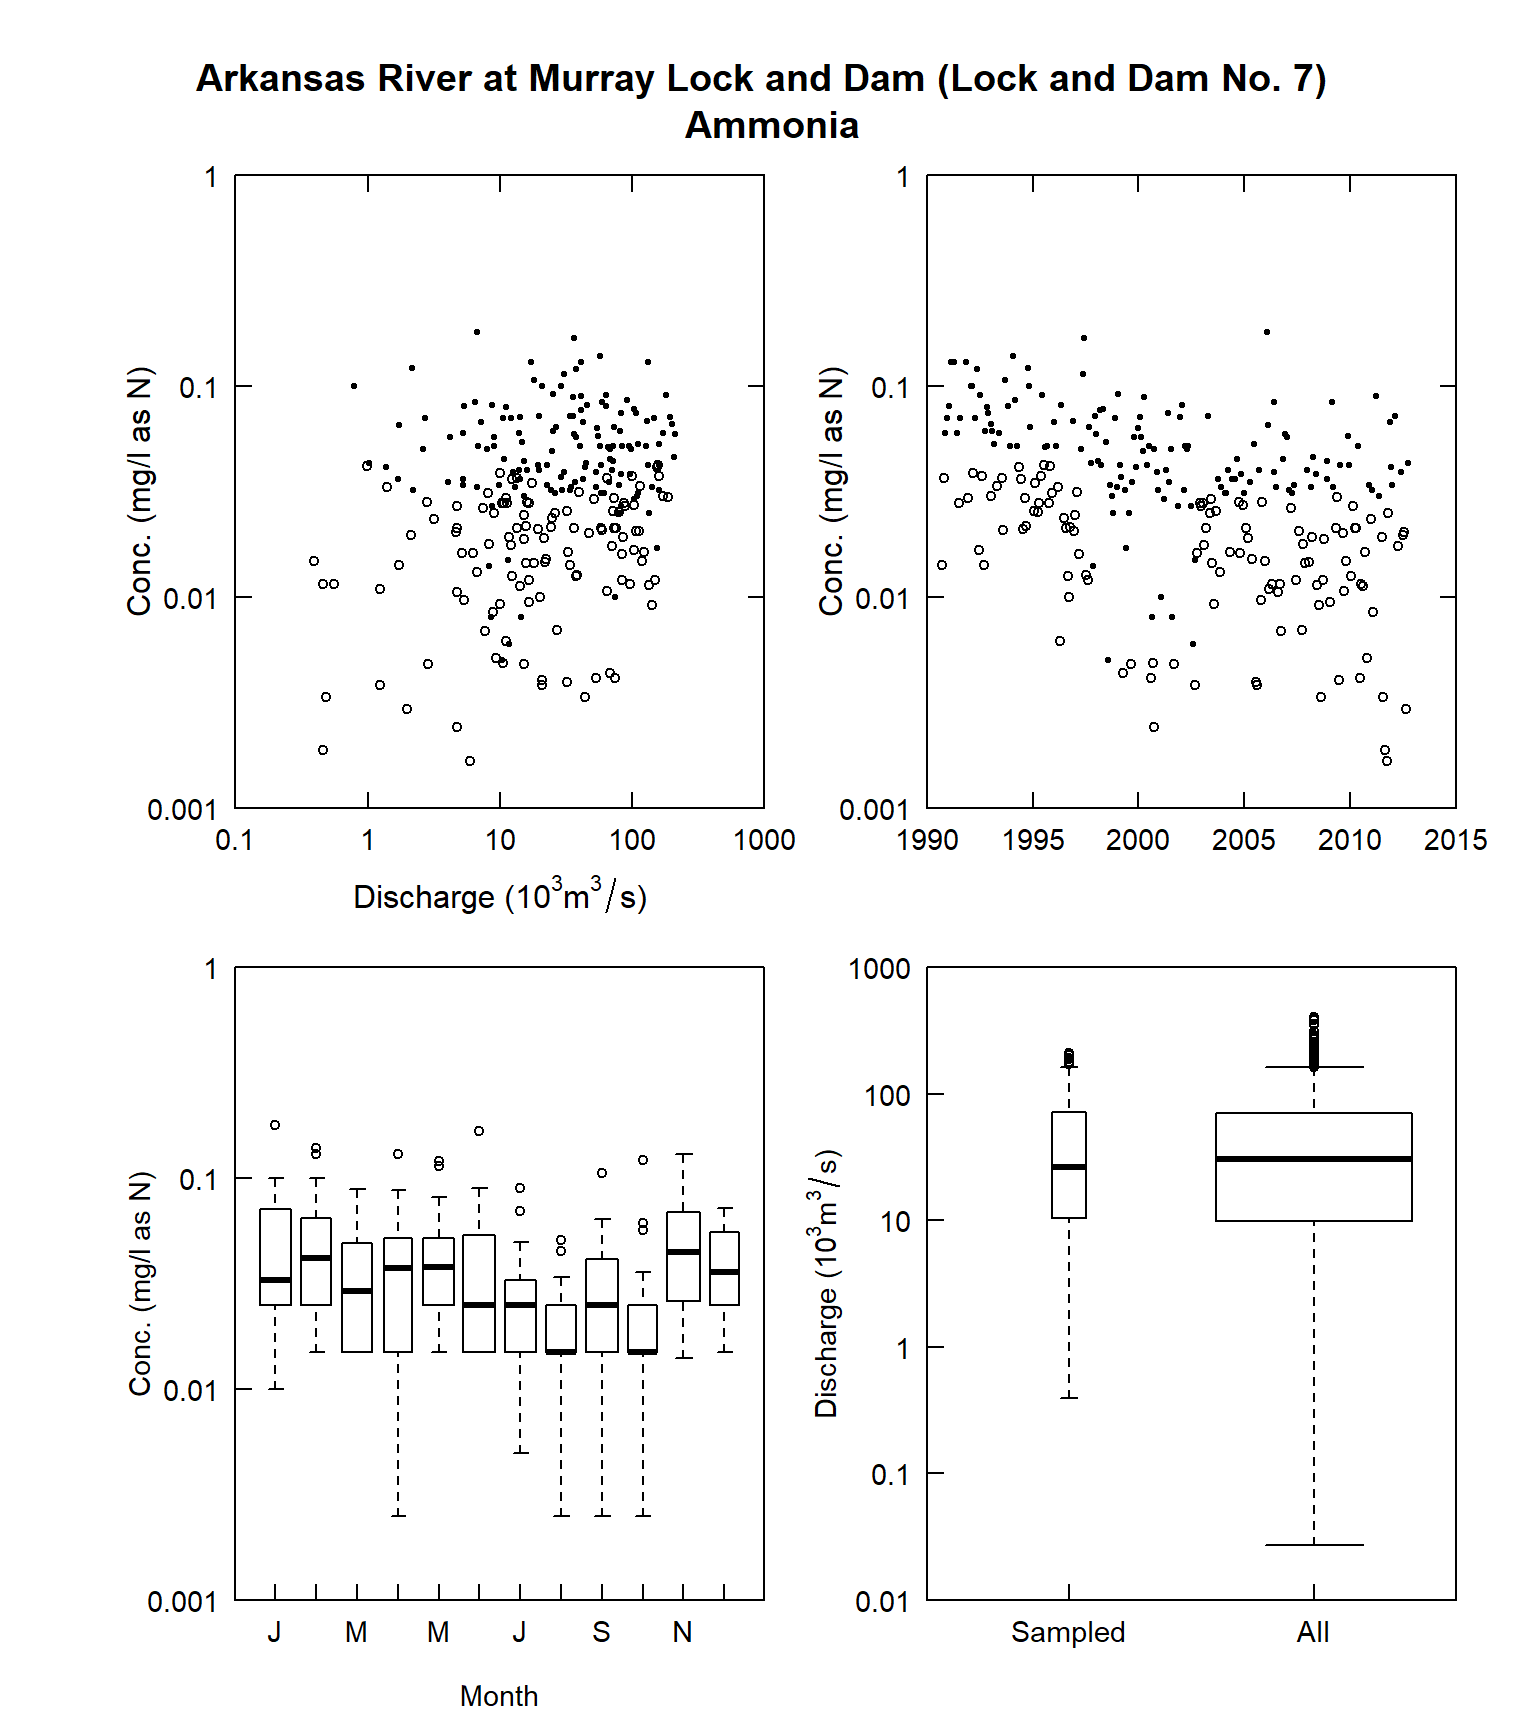 Arkansas River at Murray Lock and Dam (Lock and Dam No. 7)
Ammonia
1
0.1
0.01
0.001
Conc. (mg/l as N)
0.1 1 10 100 1000
Discharge (10³m³/s)
1
0.1
0.01
0.001
Conc. (mg/l as N)
1990 1995 2000 2005 2010 2015
1
0.1
0.01
0.001
Conc. (mg/l as N)
J M M J S N
Month
1000
100
10
1
0.1
0.01
Discharge (10³m³/s)
Sampled All